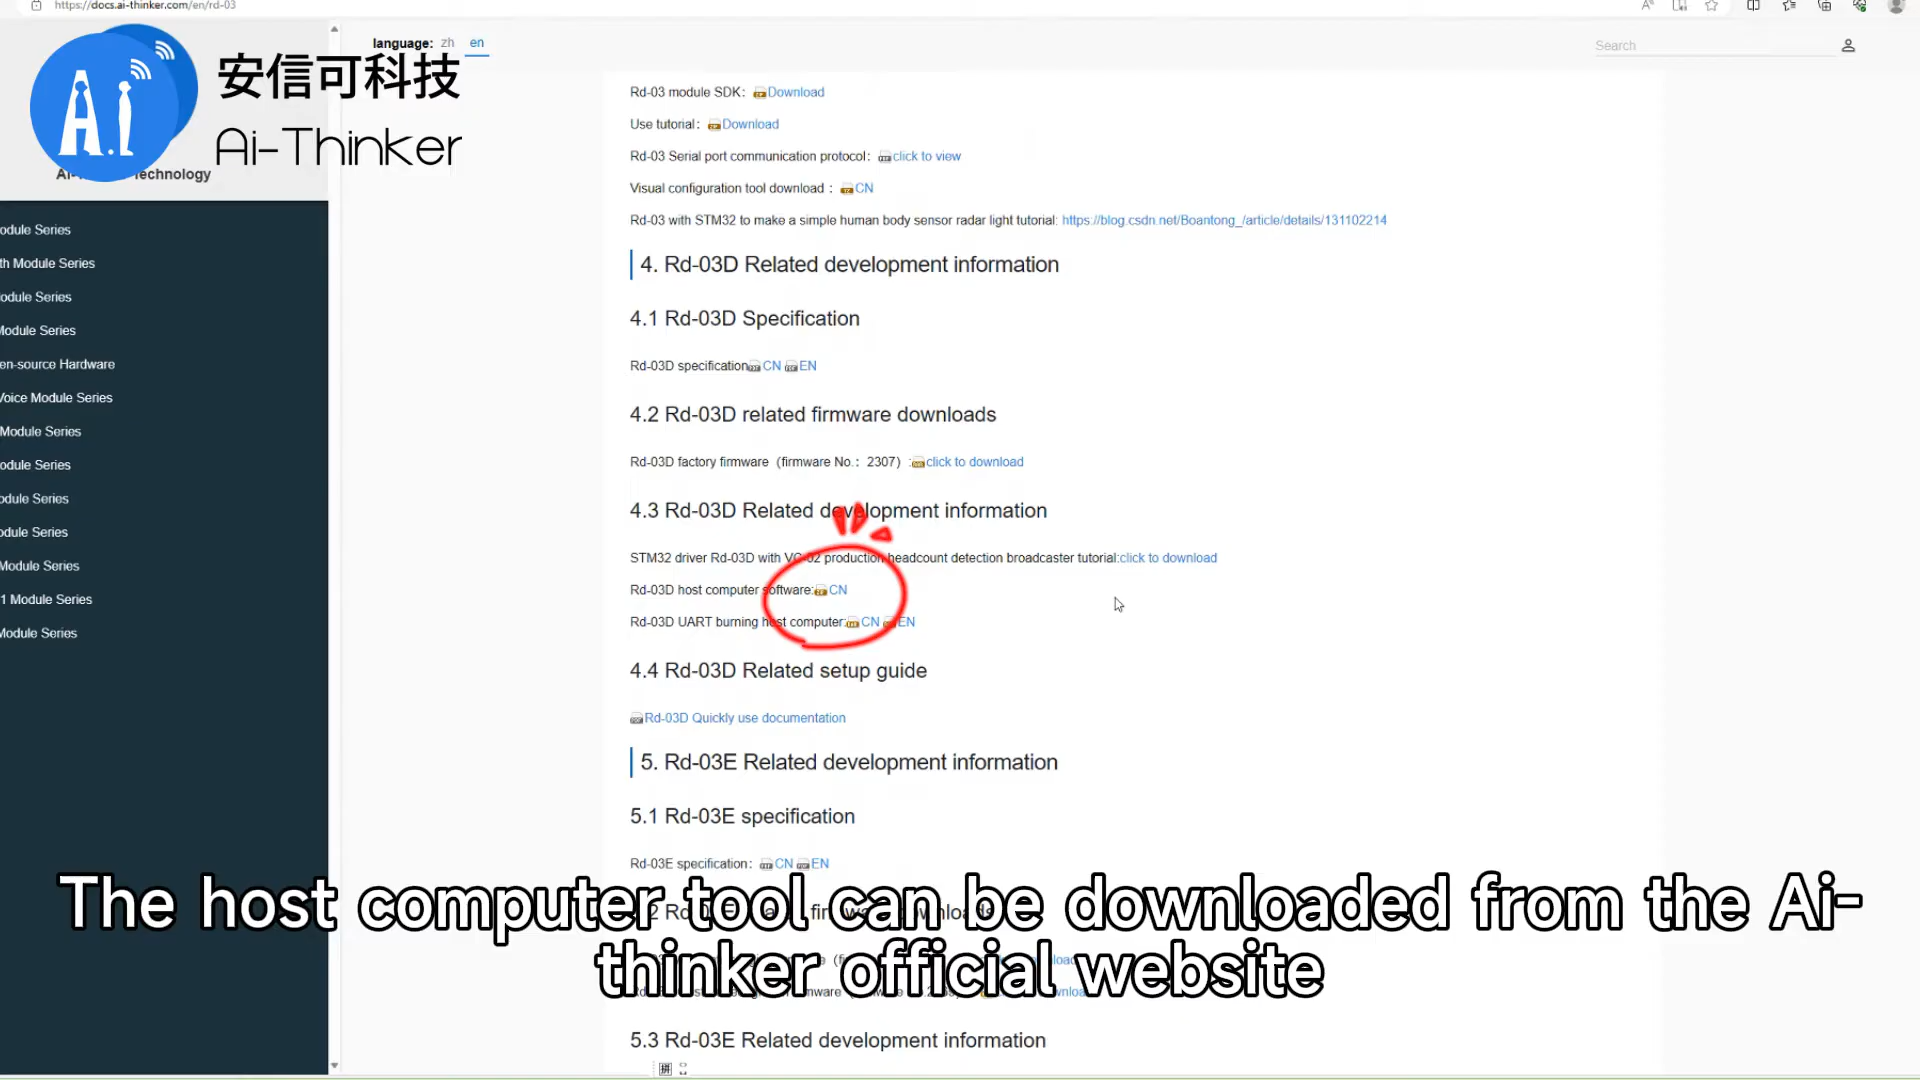 https://docs.ai-thinker.com/en/rd-03
language: zh en
Search
安信可科技
Ai-Thinker
Technology
odule Series
th Module Series
odule Series
Module Series
en-source Hardware
Voice Module Series
Module Series
odule Series
odule Series
odule Series
Module Series
1 Module Series
Module Series
Rd-03 module SDK： Download
Use tutorial： Download
Rd-03 Serial port communication protocol： click to view
Visual configuration tool download： CN
Rd-03 with STM32 to make a simple human body sensor radar light tutorial: https://blog.csdn.net/Boantong_/article/details/131102214
4. Rd-03D Related development information
4.1 Rd-03D Specification
Rd-03D specification CN EN
4.2 Rd-03D related firmware downloads
Rd-03D factory firmware（firmware No.：2307）: click to download
4.3 Rd-03D Related development information
STM32 driver Rd-03D with VC-02 production headcount detection broadcaster tutorial:click to download
Rd-03D host computer software: CN
Rd-03D UART burning host computer: CN EN
4.4 Rd-03D Related setup guide
Rd-03D Quickly use documentation
5. Rd-03E Related development information
5.1 Rd-03E specification
Rd-03E specification： CN EN
The host computer tool can be downloaded from the Ai-
thinker official website
5.3 Rd-03E Related development information